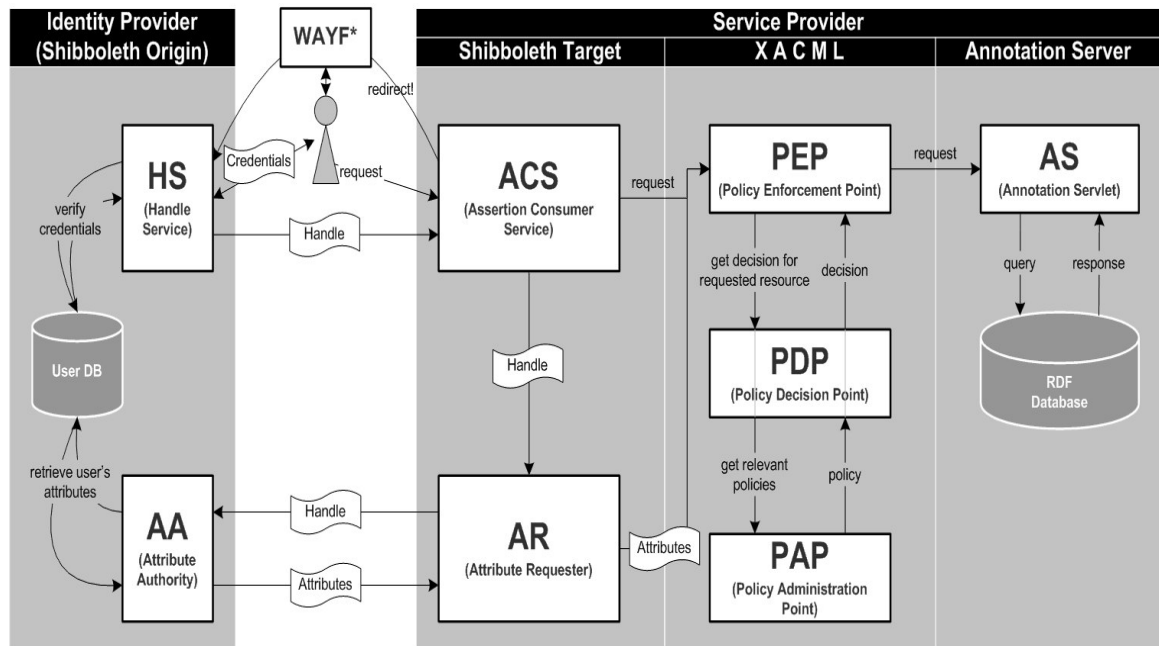 Identity Provider
(Shibboleth Origin)
WAYF*
Service Provider
Shibboleth Target
X A C M L
Annotation Server
redirect!
HS
(Handle
Service)
Credentials
request
ACS
(Assertion Consumer
Service)
request
PEP
(Policy Enforcement Point)
request
AS
(Annotation Servlet)
verify
credentials
Handle
get decision for
requested resource
decision
query
response
User DB
Handle
PDP
(Policy Decision Point)
RDF
Database
retrieve user's
attributes
get relevant
policies
policy
AA
(Attribute
Authority)
Handle
Attributes
AR
(Attribute Requester)
Attributes
PAP
(Policy Administration
Point)